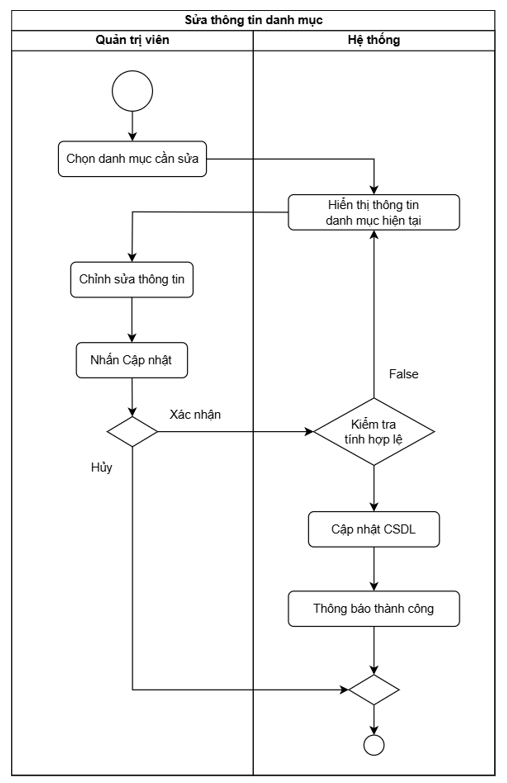 Sửa thông tin danh mục
Quản trị viên
Hệ thống
Chọn danh mục cần sửa
Hiển thị thông tin
danh mục hiện tại
Chỉnh sửa thông tin
Nhấn Cập nhật
False
Xác nhận
Kiểm tra
tính hợp lệ
Hủy
Cập nhật CSDL
Thông báo thành công